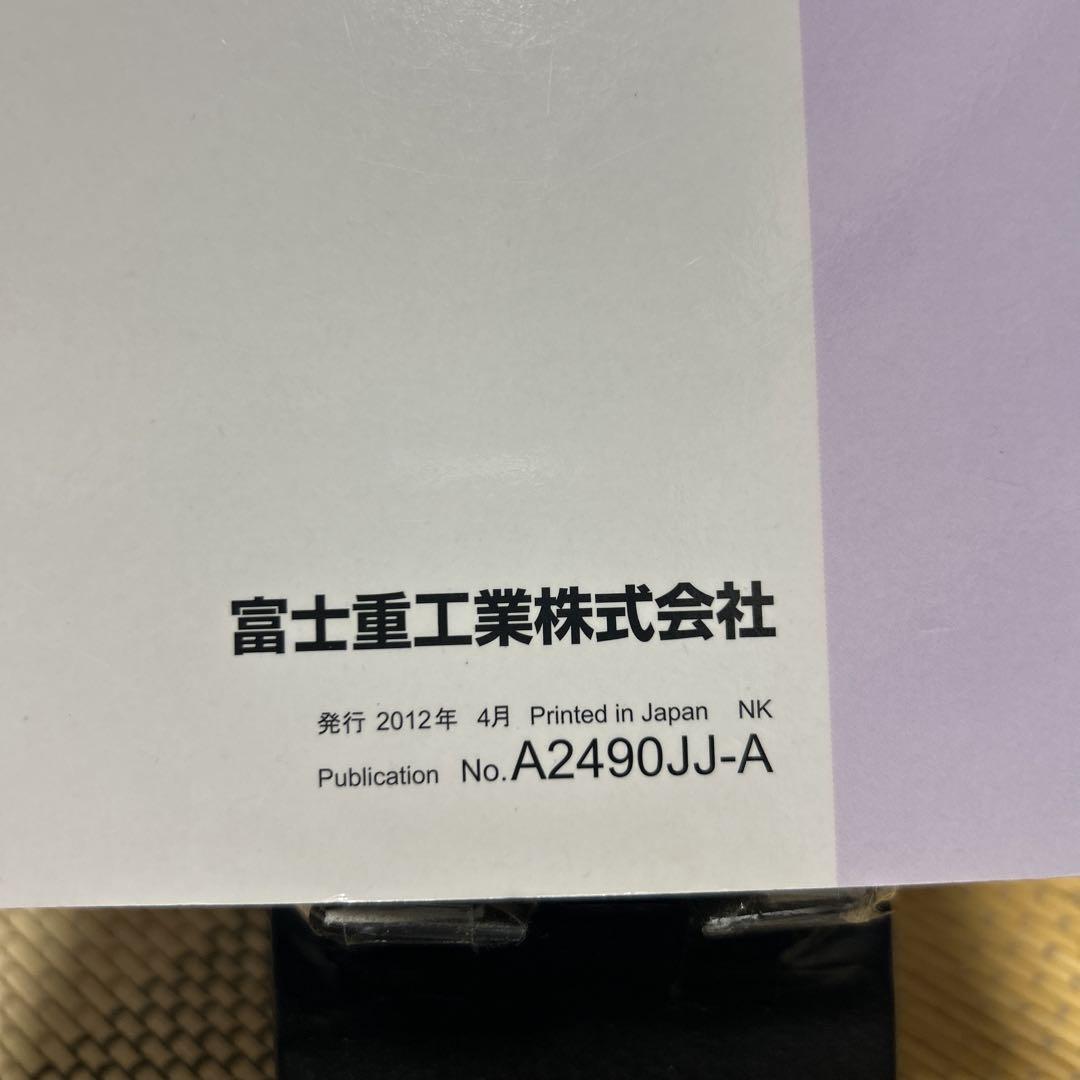 富士重工業株式会社
発行 2012年 4月 Printed in Japan NK
Publication No.A2490JJ-A